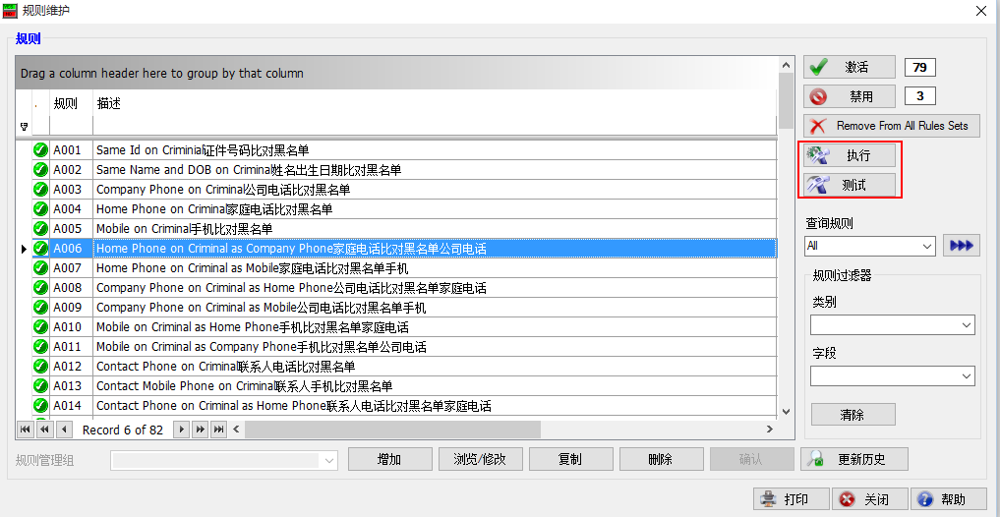 规则维护
规则
Drag a column header here to group by that column
规则 描述
A001 Same Id on Criminial证件号码比对黑名单
A002 Same Name and DOB on Criminal姓名出生日期比对黑名单
A003 Company Phone on Criminal公司电话比对黑名单
A004 Home Phone on Criminal家庭电话比对黑名单
A005 Mobile on Criminal手机比对黑名单
A006 Home Phone on Criminal as Company Phone家庭电话比对黑名单公司电话
A007 Home Phone on Criminal as Mobile家庭电话比对黑名单手机
A008 Company Phone on Criminal as Home Phone公司电话比对黑名单家庭电话
A009 Company Phone on Criminal as Mobile公司电话比对黑名单手机
A010 Mobile on Criminal as Home Phone手机比对黑名单家庭电话
A011 Mobile on Criminal as Company Phone手机比对黑名单公司电话
A012 Contact Phone on Criminal联系人电话比对黑名单
A013 Contact Mobile Phone on Criminal联系人手机比对黑名单
A014 Contact Phone on Criminal as Home Phone联系人电话比对黑名单家庭电话
Record 6 of 82
激活 79
禁用 3
Remove From All Rules Sets
执行
测试
查询规则
All
规则过滤器
类别
字段
清除
规则管理组 增加 浏览/修改 复制 删除 确认 更新历史
打印 关闭 帮助